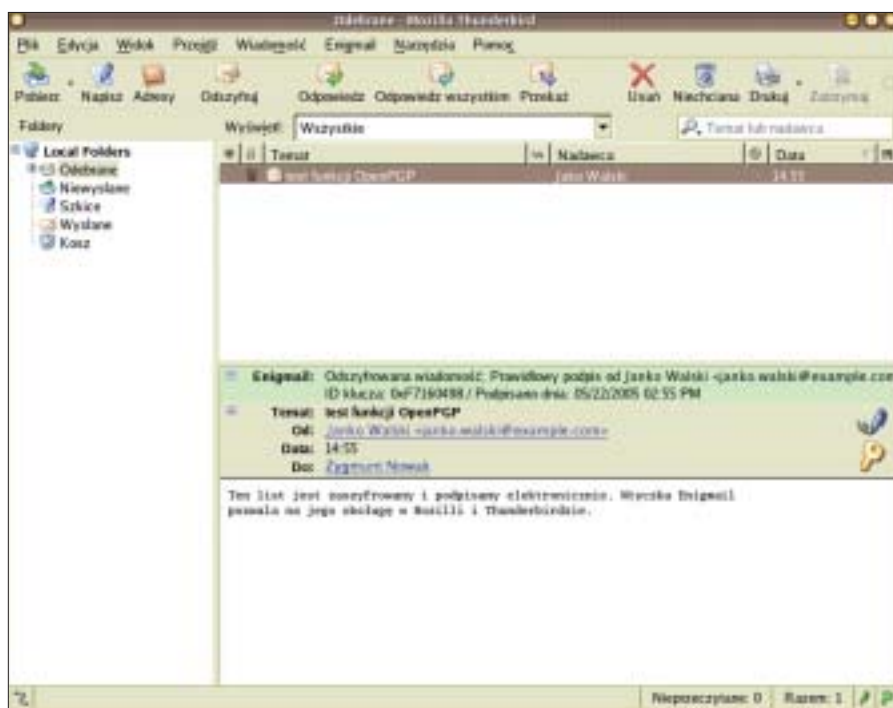 Odebrane - Mozilla Thunderbird
Plik Edycja Widok Przejdź Wiadomość Enigmail Narzędzia Pomoc
Pobierz Napisz Adresy Odszyfruj Odpowiedz Odpowiedz wszystkim Przekaż Usuń Niechciana Drukuj Zatrzymaj
Foldery Wyświetl: Wszystkie Temat lub nadawca
Local Folders
Temat Nadawca Data
Odebrane
test funkcji OpenPGP Janko Walski 14:55
Niewysłane
Szkice
Wysłane
Kosz
Enigmail: Odszyfrowana wiadomość; Prawidłowy podpis od Janko Walski <janko.walski@example.com
ID klucza: 0xF7160498 / Podpisano dnia: 05/22/2005 02:55 PM
Temat: test funkcji OpenPGP
Od: Janko Walski <janko.walski@example.com>
Data: 14:55
Do: Zygmunt Nowak
Ten list jest zaszyfrowany i podpisany elektronicznie. Wtyczka Enigmail
pozwala na jego obsługę w Mozilli i Thunderbirdzie.
Nieprzeczytane: 0 Razem: 1